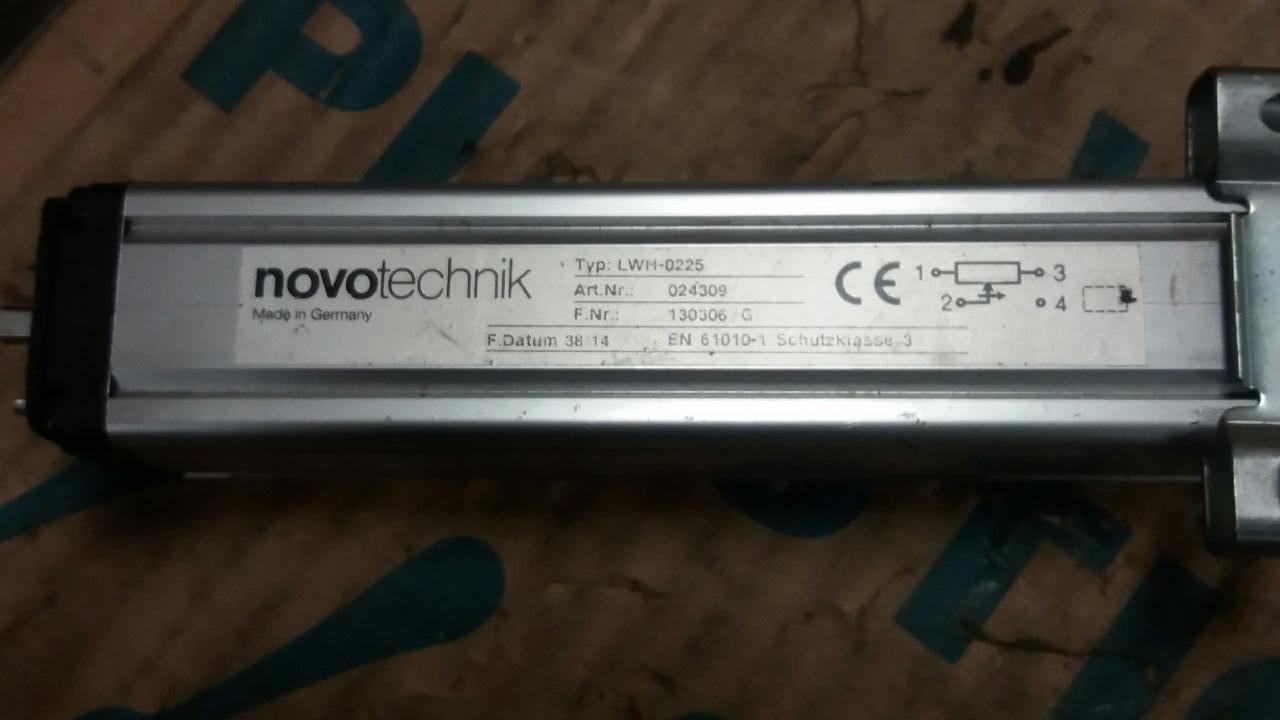 novotechnik
Made in Germany
Typ: LWH-0225
Art.Nr.: 024309
F.Nr.: 130306 G
F.Datum 38 14 EN 61010-1 Schutzklasse 3
CE
1 3
2 4